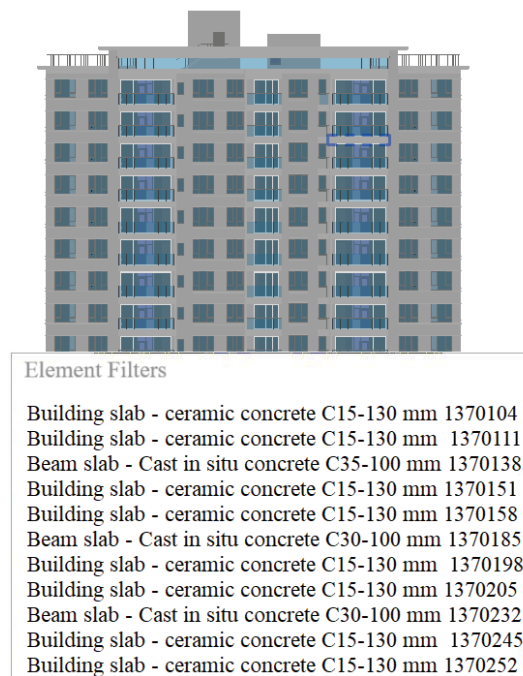 Element Filters
Building slab - ceramic concrete C15-130 mm 1370104
Building slab - ceramic concrete C15-130 mm 1370111
Beam slab - Cast in situ concrete C35-100 mm 1370138
Building slab - ceramic concrete C15-130 mm 1370151
Building slab - ceramic concrete C15-130 mm 1370158
Beam slab - Cast in situ concrete C30-100 mm 1370185
Building slab - ceramic concrete C15-130 mm 1370198
Building slab - ceramic concrete C15-130 mm 1370205
Beam slab - Cast in situ concrete C30-100 mm 1370232
Building slab - ceramic concrete C15-130 mm 1370245
Building slab - ceramic concrete C15-130 mm 1370252